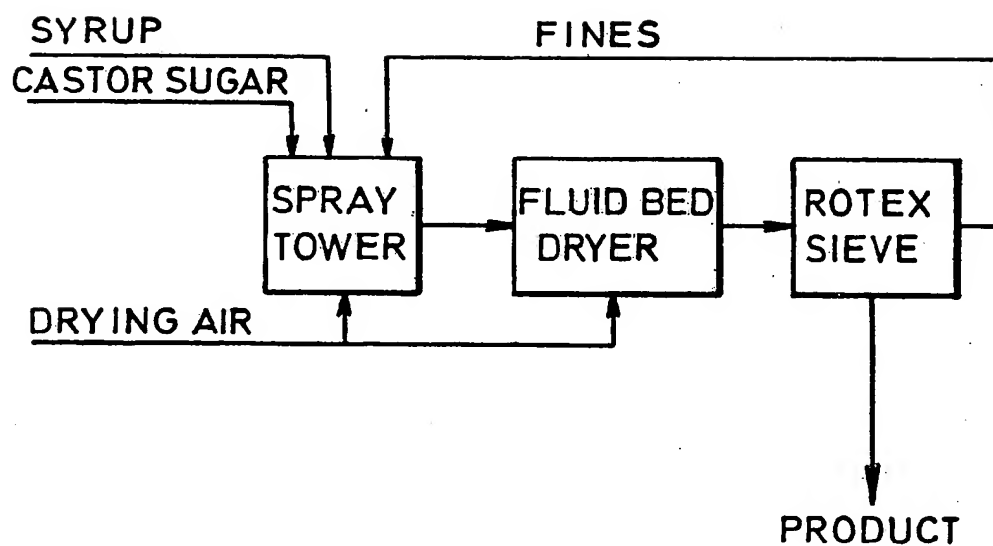 SYRUP
FINES
CASTOR SUGAR
SPRAY
TOWER
FLUID BED
DRYER
ROTEX
SIEVE
DRYING AIR
PRODUCT